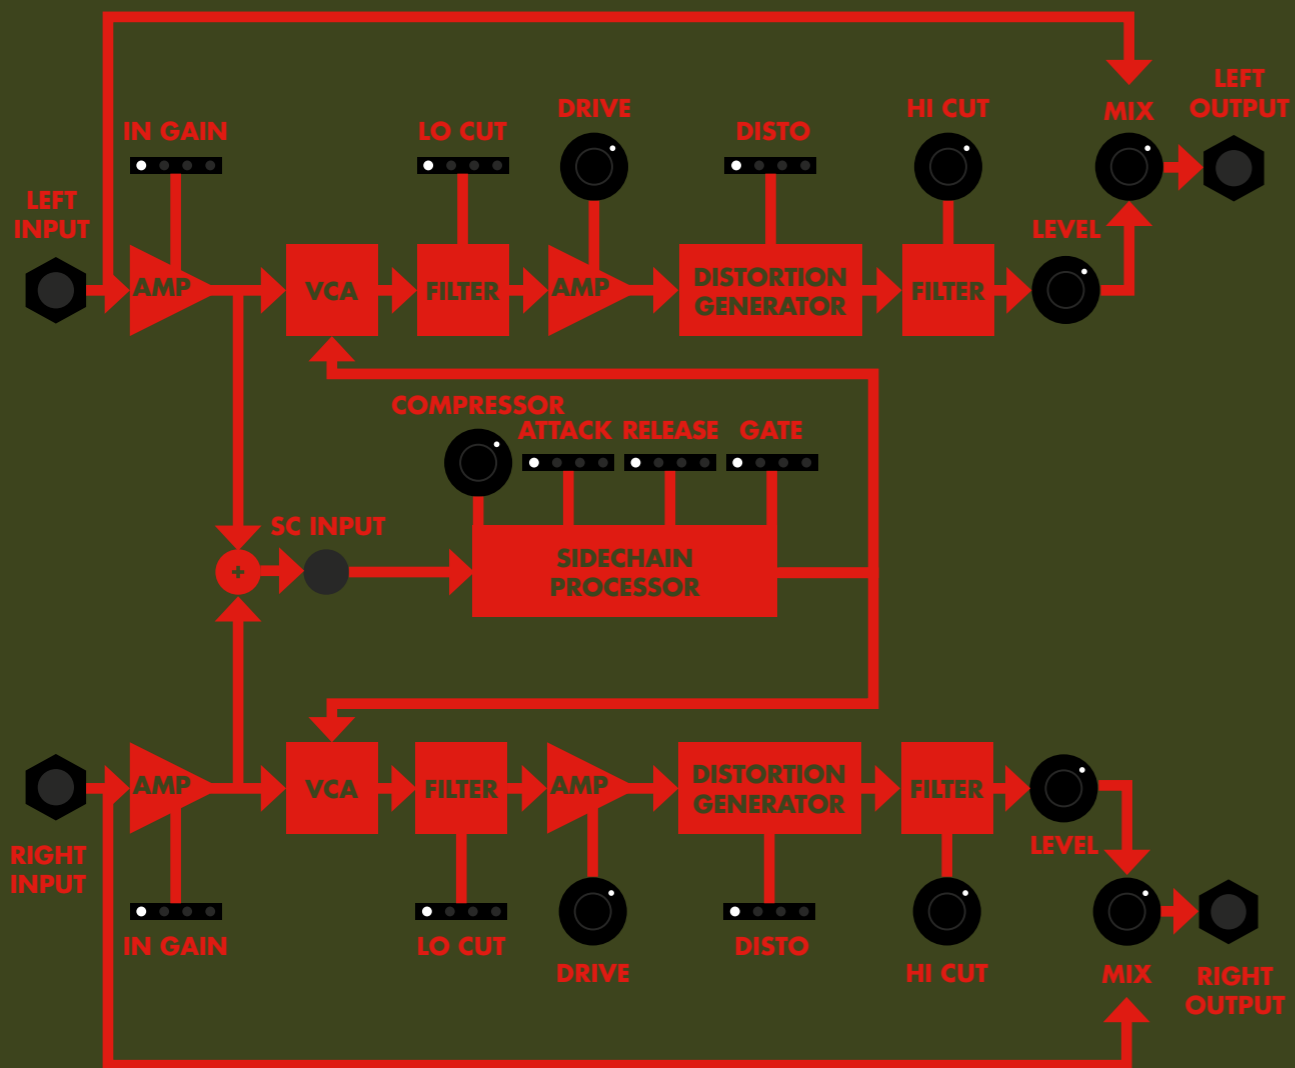 LEFT
OUTPUT
DRIVE
HI CUT
MIX
IN GAIN
LO CUT
DISTO
LEFT
INPUT
LEVEL
AMP
VCA
FILTER
AMP
DISTORTION
GENERATOR
FILTER
COMPRESSOR
ATTACK
RELEASE
GATE
SC INPUT
+
SIDECHAIN
PROCESSOR
AMP
VCA
FILTER
AMP
DISTORTION
GENERATOR
FILTER
LEVEL
RIGHT
INPUT
IN GAIN
LO CUT
DRIVE
DISTO
HI CUT
MIX
RIGHT
OUTPUT